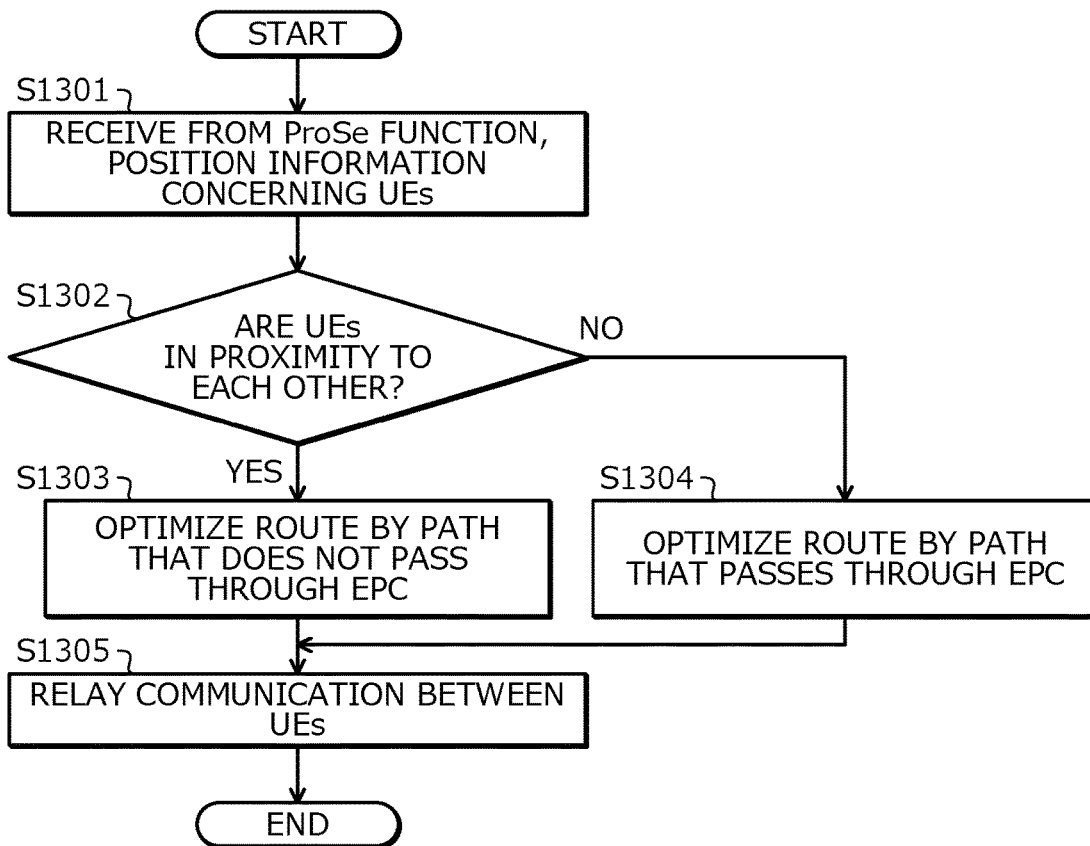 START
S1301
RECEIVE FROM ProSe FUNCTION,
POSITION INFORMATION
CONCERNING UEs
S1302
ARE UEs
IN PROXIMITY TO
EACH OTHER?
NO
YES
S1303
OPTIMIZE ROUTE BY PATH
THAT DOES NOT PASS
THROUGH EPC
S1304
OPTIMIZE ROUTE BY PATH
THAT PASSES THROUGH EPC
S1305
RELAY COMMUNICATION BETWEEN
UEs
END